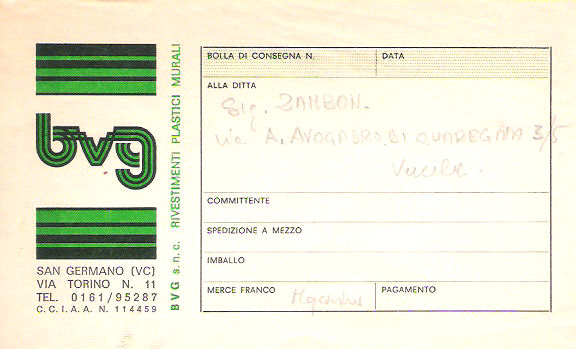 bvg
SAN GERMANO (VC)
VIA TORINO N. 11
TEL. 0161/95287
C.C.I.A.A. N. 114459
BVG s.n.c. RIVESTIMENTI PLASTICI MURALI
BOLLA DI CONSEGNA N. DATA
ALLA DITTA
Sig. ZAMBON.
Via A. AVOGADRO DI QUAREGNA 3/5
COMMITTENTE
SPEDIZIONE A MEZZO
IMBALLO
MERCE FRANCO PAGAMENTO